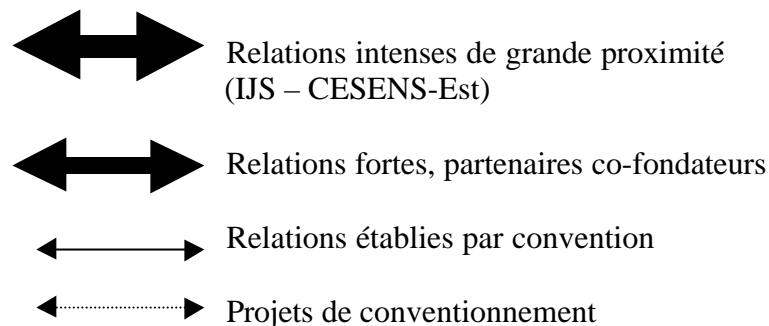 Relations intenses de grande proximité
(IJS – CESENS-Est)
Relations fortes, partenaires co-fondateurs
Relations établies par convention
Projets de conventionnement